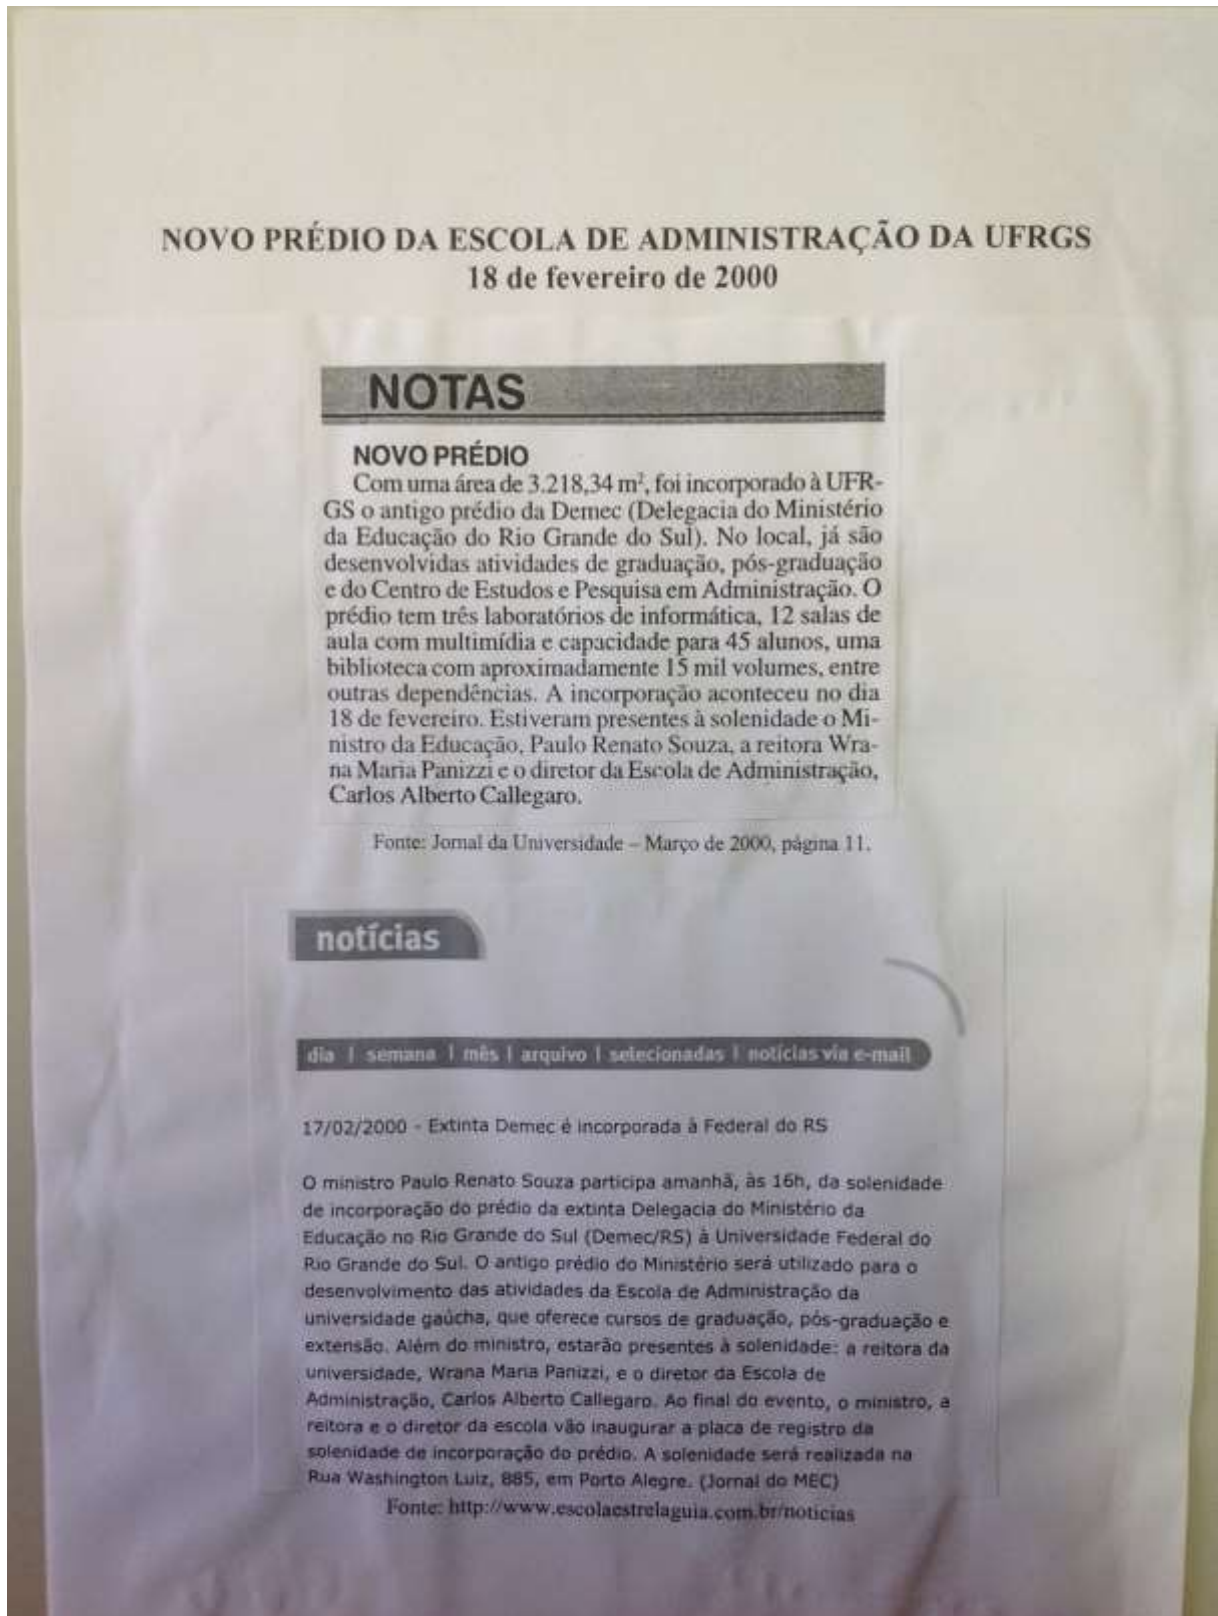 NOVO PRÉDIO DA ESCOLA DE ADMINISTRAÇÃO DA UFRGS
18 de fevereiro de 2000
NOTAS
NOVO PRÉDIO
Com uma área de 3.218,34 m², foi incorporado à UFR-
GS o antigo prédio da Demec (Delegacia do Ministério
da Educação do Rio Grande do Sul). No local, já são
desenvolvidas atividades de graduação, pós-graduação
e do Centro de Estudos e Pesquisa em Administração. O
prédio tem três laboratórios de informática, 12 salas de
aula com multimídia e capacidade para 45 alunos, uma
biblioteca com aproximadamente 15 mil volumes, entre
outras dependências. A incorporação aconteceu no dia
18 de fevereiro. Estiveram presentes à solenidade o Mi-
nistro da Educação, Paulo Renato Souza, a reitora Wra-
na Maria Panizzi e o diretor da Escola de Administração,
Carlos Alberto Callegaro.
Fonte: Jornal da Universidade – Março de 2000, página 11.
notícias
dia | semana | mês | arquivo | selecionadas | notícias via e-mail
17/02/2000 - Extinta Demec é incorporada à Federal do RS
O ministro Paulo Renato Souza participa amanhã, às 16h, da solenidade
de incorporação do prédio da extinta Delegacia do Ministério da
Educação no Rio Grande do Sul (Demec/RS) à Universidade Federal do
Rio Grande do Sul. O antigo prédio do Ministério será utilizado para o
desenvolvimento das atividades da Escola de Administração da
universidade gaúcha, que oferece cursos de graduação, pós-graduação e
extensão. Além do ministro, estarão presentes à solenidade: a reitora da
universidade, Wrana Maria Panizzi, e o diretor da Escola de
Administração, Carlos Alberto Callegaro. Ao final do evento, o ministro, a
reitora e o diretor da escola vão inaugurar a placa de registro da
solenidade de incorporação do prédio. A solenidade será realizada na
Rua Washington Luiz, 885, em Porto Alegre. (Jornal do MEC)
Fonte: http://www.escolaestrelaguia.com.br/noticias